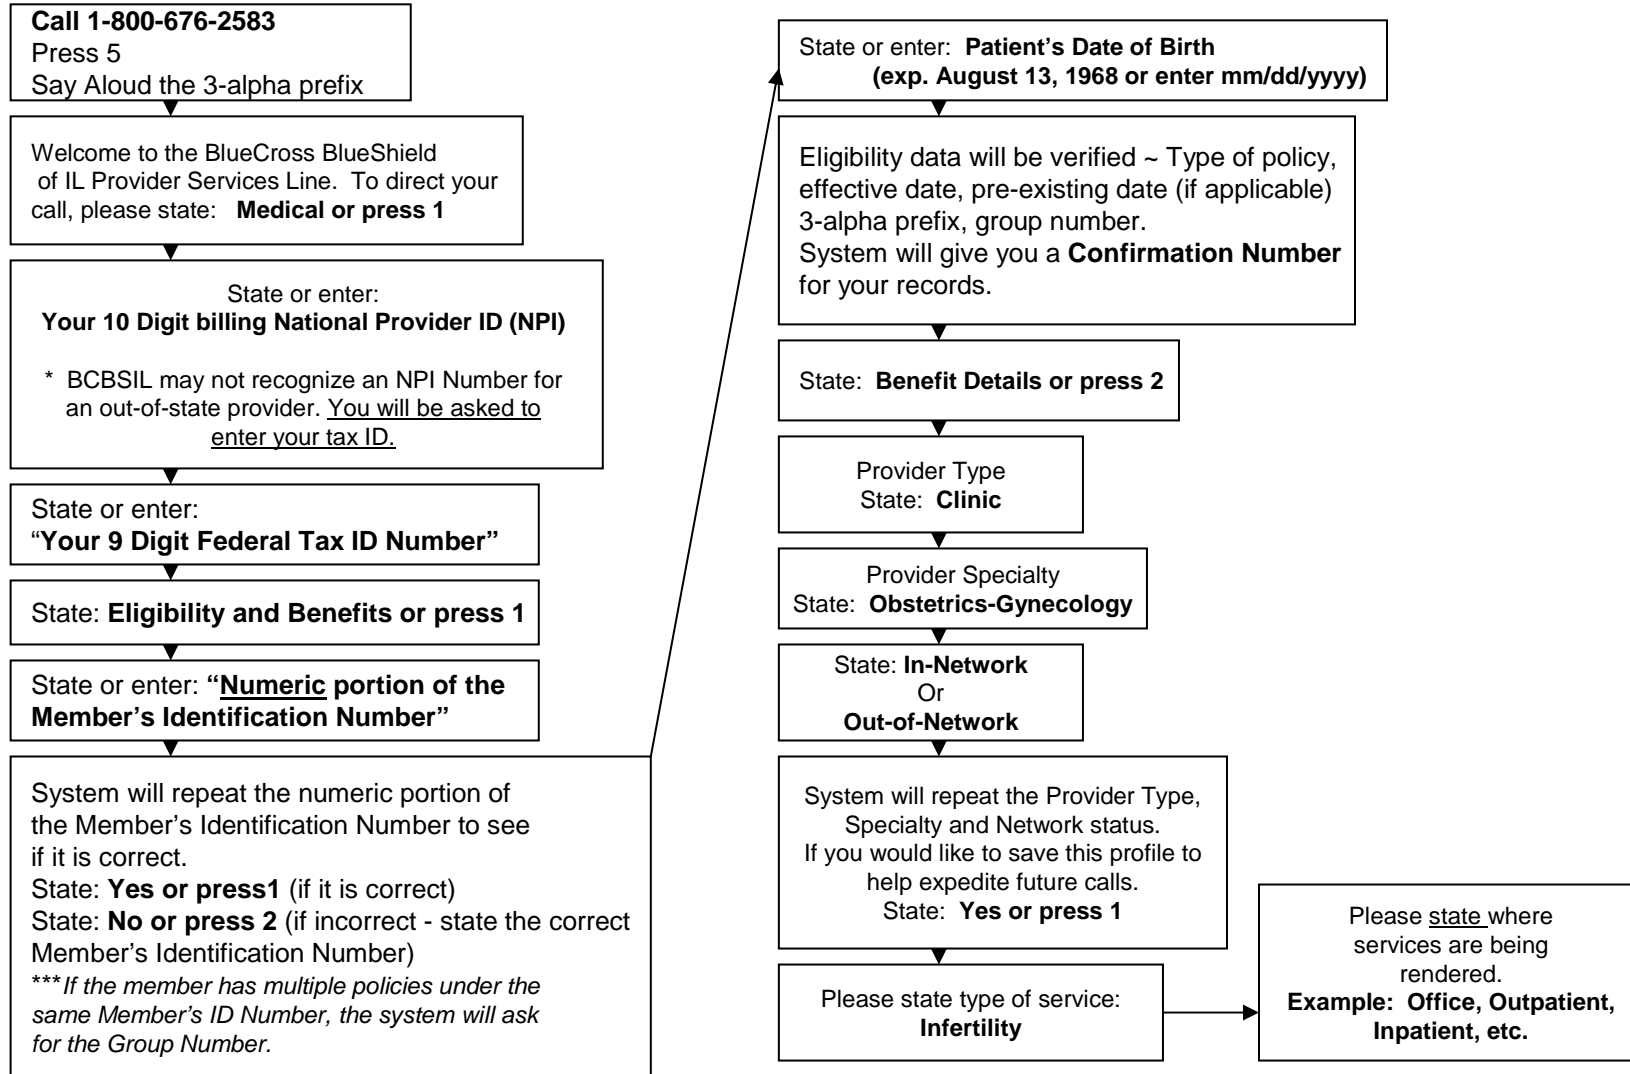 Call 1-800-676-2583
Press 5
Say Aloud the 3-alpha prefix
Welcome to the BlueCross BlueShield
of IL Provider Services Line. To direct your
call, please state: Medical or press 1
State or enter:
Your 10 Digit billing National Provider ID (NPI)
* BCBSIL may not recognize an NPI Number for
an out-of-state provider. You will be asked to
enter your tax ID.
State or enter:
“Your 9 Digit Federal Tax ID Number”
State: Eligibility and Benefits or press 1
State or enter: “Numeric portion of the
Member’s Identification Number”
System will repeat the numeric portion of
the Member’s Identification Number to see
if it is correct.
State: Yes or press1 (if it is correct)
State: No or press 2 (if incorrect - state the correct
Member’s Identification Number)
***If the member has multiple policies under the
same Member’s ID Number, the system will ask
for the Group Number.
State or enter: Patient’s Date of Birth
(exp. August 13, 1968 or enter mm/dd/yyyy)
Eligibility data will be verified ~ Type of policy,
effective date, pre-existing date (if applicable)
3-alpha prefix, group number.
System will give you a Confirmation Number
for your records.
State: Benefit Details or press 2
Provider Type
State: Clinic
Provider Specialty
State: Obstetrics-Gynecology
State: In-Network
Or
Out-of-Network
System will repeat the Provider Type,
Specialty and Network status.
If you would like to save this profile to
help expedite future calls.
State: Yes or press 1
Please state type of service:
Infertility
Please state where
services are being
rendered.
Example: Office, Outpatient,
Inpatient, etc.